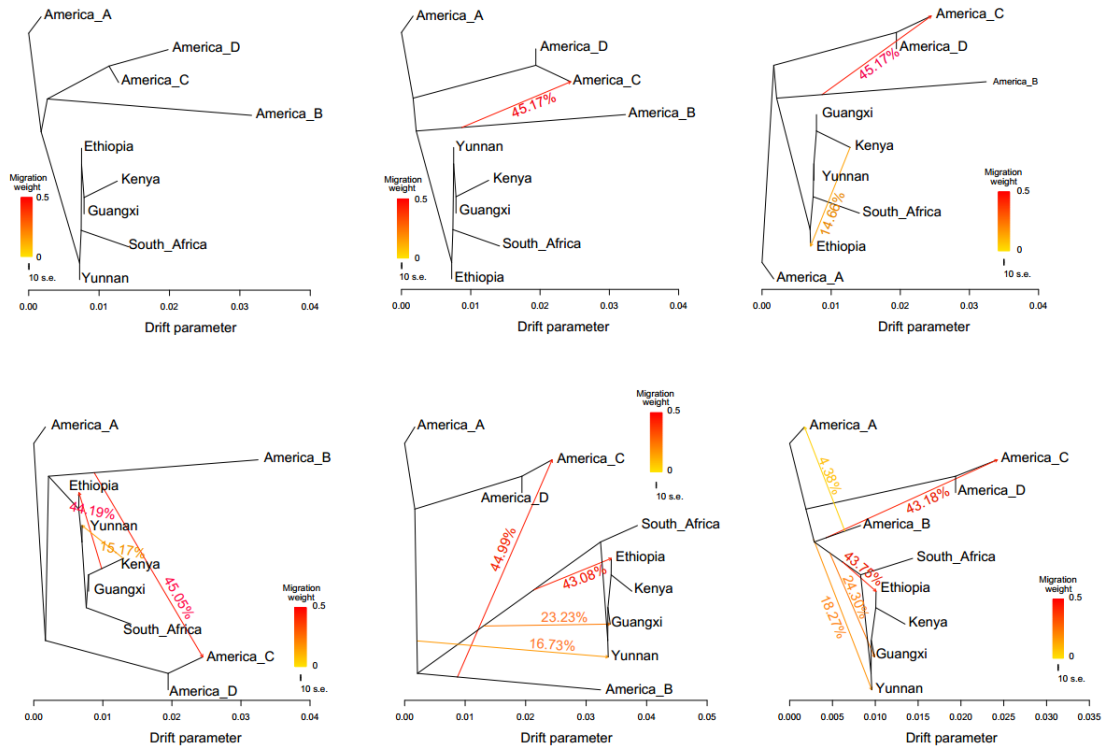 America_A
America_D
America_C
America_B
Ethiopia
Kenya
Guangxi
South_Africa
Yunnan
Migration
weight
0.5
0
10 s.e.
0.00 0.01 0.02 0.03 0.04
Drift parameter
America_A
America_D
America_C
45.17%
America_B
Yunnan
Kenya
Guangxi
South_Africa
Ethiopia
Migration
weight
0.5
0
10 s.e.
0.00 0.01 0.02 0.03 0.04
Drift parameter
America_C
America_D
45.17%
America_B
Guangxi
Kenya
Yunnan
South_Africa
14.66%
Ethiopia
America_A
Migration
weight
0.5
0
10 s.e.
0.00 0.01 0.02 0.03 0.04
Drift parameter
America_A
America_B
Ethiopia
44.19%
Yunnan
15.17%
Kenya
Guangxi
45.05%
South_Africa
America_C
America_D
Migration
weight
0.5
0
10 s.e.
0.00 0.01 0.02 0.03 0.04
Drift parameter
Migration
weight
0.5
0
10 s.e.
America_A
America_C
America_D
South_Africa
44.99%
Ethiopia
43.08%
Kenya
23.23%
Guangxi
16.73%
Yunnan
America_B
0.00 0.01 0.02 0.03 0.04 0.05
Drift parameter
America_A
4.38%
America_C
America_D
43.18%
America_B
South_Africa
43.75%
Ethiopia
24.30%
18.27%
Kenya
Guangxi
Yunnan
Migration
weight
0.5
0
10 s.e.
0.000 0.005 0.010 0.015 0.020 0.025 0.030 0.035
Drift parameter